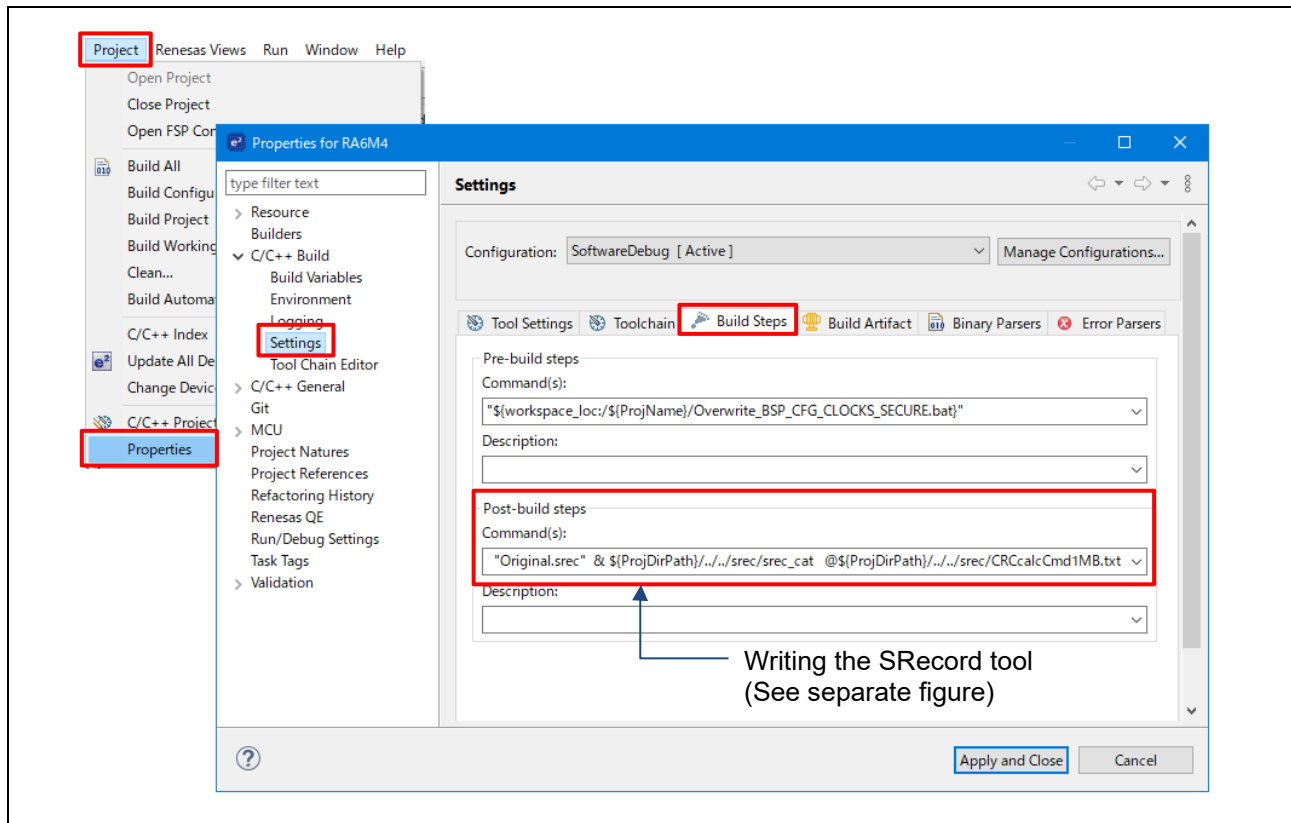 Project Renesas Views Run Window Help
Open Project
Close Project
Open FSP Cor
Build All
Build Configu
Build Project
Build Working
Clean...
Build Automa
C/C++ Index
Update All De
Change Devic
C/C++ Project
Properties
Properties for RA6M4
type filter text
Resource
Builders
C/C++ Build
Build Variables
Environment
Logging
Settings
Tool Chain Editor
C/C++ General
Git
MCU
Project Natures
Project References
Refactoring History
Renesas QE
Run/Debug Settings
Task Tags
Validation
Settings
Configuration: SoftwareDebug [ Active ] Manage Configurations...
Tool Settings Toolchain Build Steps Build Artifact Binary Parsers Error Parsers
Pre-build steps
Command(s):
"${workspace_loc:/${ProjName}/Overwrite_BSP_CFG_CLOCKS_SECURE.bat}"
Description:
Post-build steps
Command(s):
"Original.srec" & ${ProjDirPath}/../../srec/srec_cat @${ProjDirPath}/../../srec/CRCcalcCmd1MB.txt
Description:
Writing the SRecord tool
(See separate figure)
Apply and Close Cancel